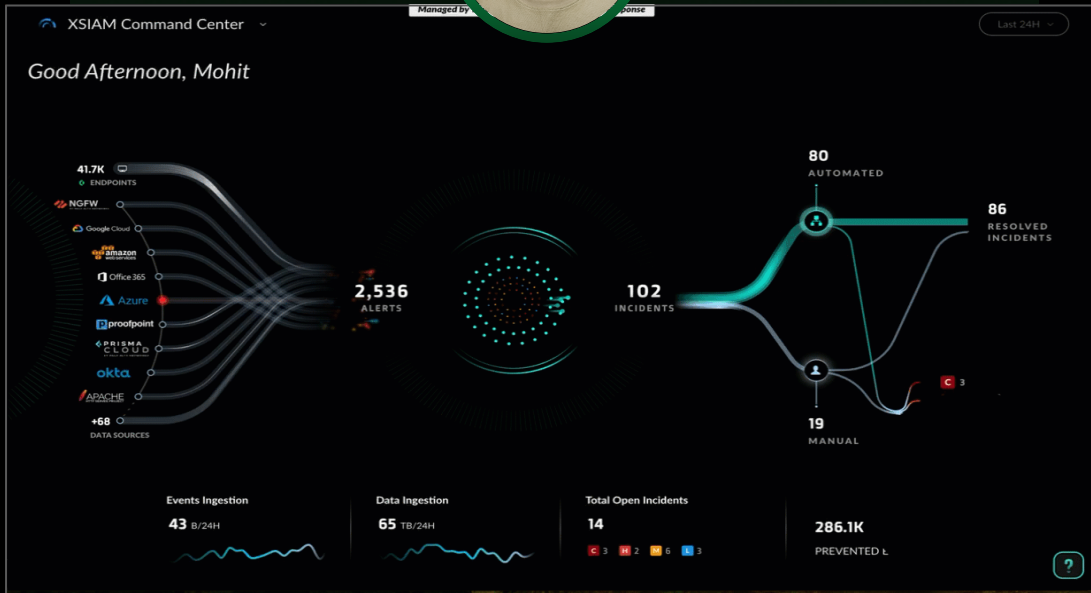 Managed by
ponse
XSIAM Command Center
Last 24H
Good Afternoon, Mohit
41.7K
ENDPOINTS
NGFW
Google Cloud
amazon
webservices
Office 365
Azure
proofpoint
PRISMA
CLOUD
okta
APACHE
+68
DATA SOURCES
2,536
ALERTS
102
INCIDENTS
80
AUTOMATED
86
RESOLVED
INCIDENTS
C 3
19
MANUAL
Events Ingestion
43 B/24H
Data Ingestion
65 TB/24H
Total Open Incidents
14
C 3 H 2 M 6 L 3
286.1K
PREVENTED
?